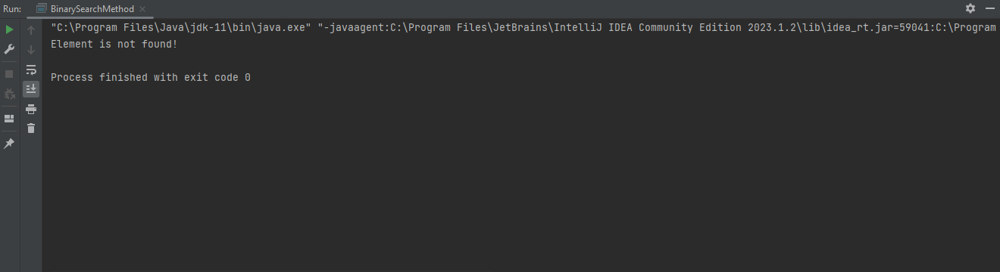 Run: BinarySearchMethod
"C:\Program Files\Java\jdk-11\bin\java.exe" "-javaagent:C:\Program Files\JetBrains\IntelliJ IDEA Community Edition 2023.1.2\lib\idea_rt.jar=59041:C:\Program
Element is not found!
Process finished with exit code 0